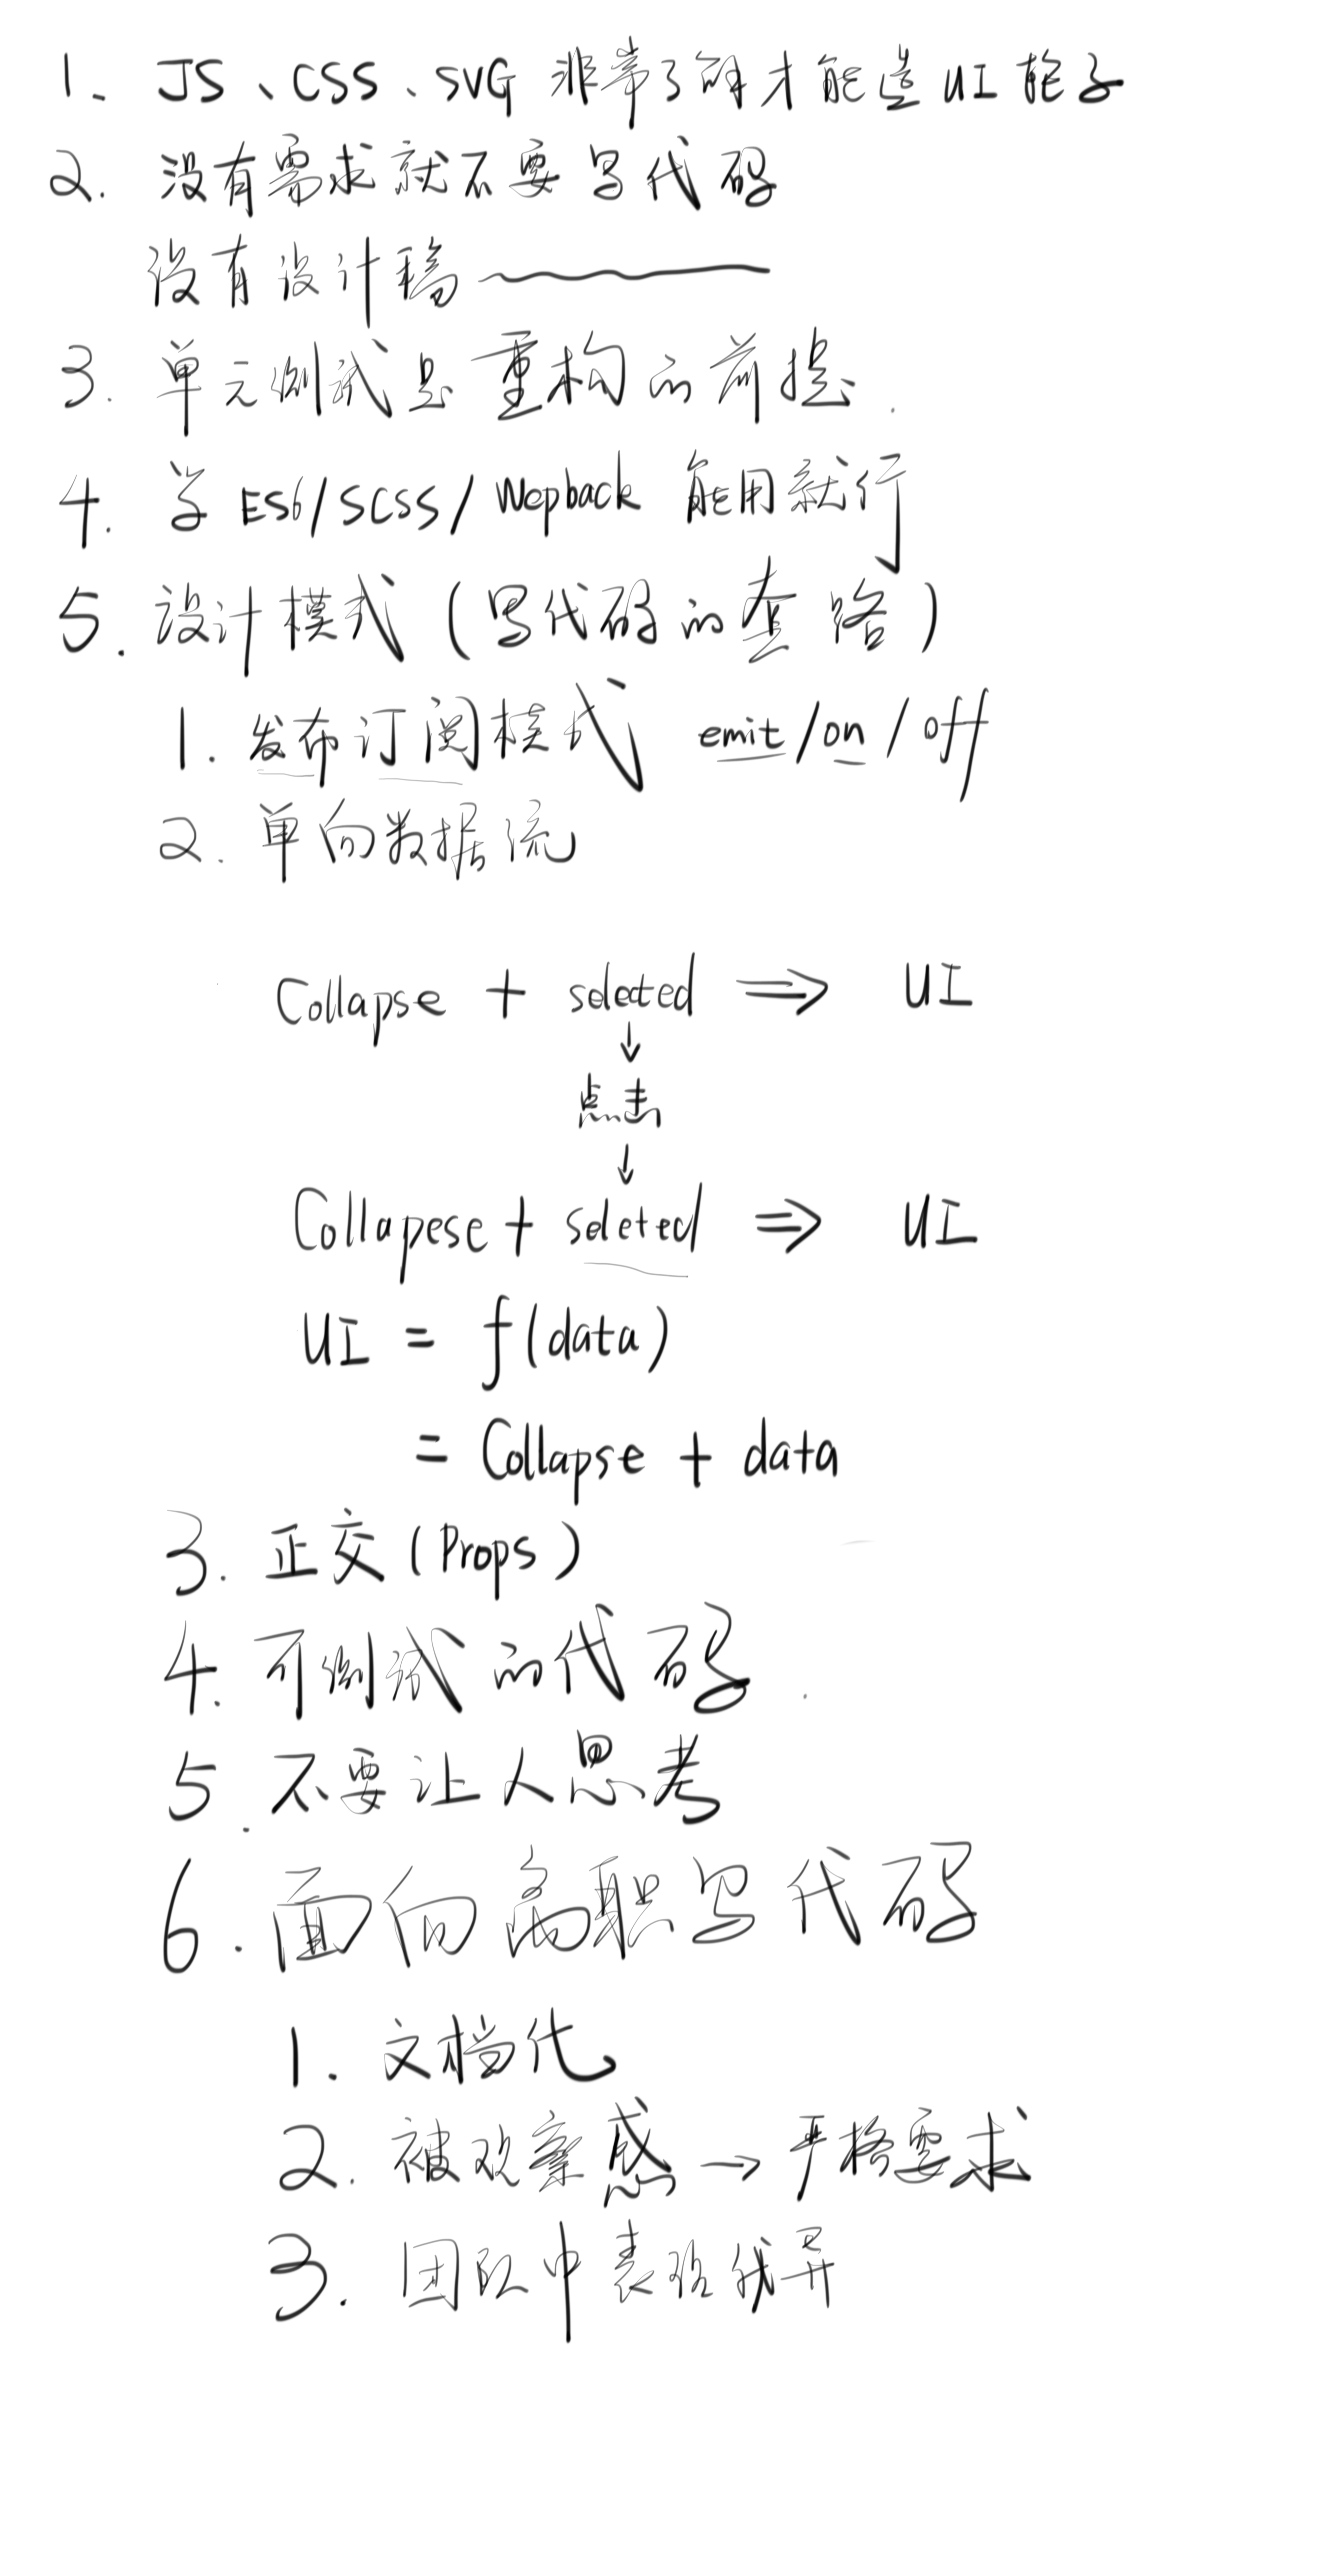 1、JS、CSS、SVG 非常了解才能造UI轮子
2. 没有需求就不要写代码
没有设计稿
3. 单元测试是重构的前提.
4. 学 ES6/SCSS/Wepback 能用就行
5. 设计模式(写代码的套路)
1. 发布订阅模式 emit/on/off
2. 单向数据流
Collapse + selected ⇒ UI
↓
点击
↓
Collapese + seleted ⇒ UI
UI = f(data)
= Collapse + data
3. 正交(Props)
4. 可测试的代码.
5. 不要让人思考
6. 面向离职写代码
1. 文档化
2. 被观察感→严格要求
3. 团队中表现优异